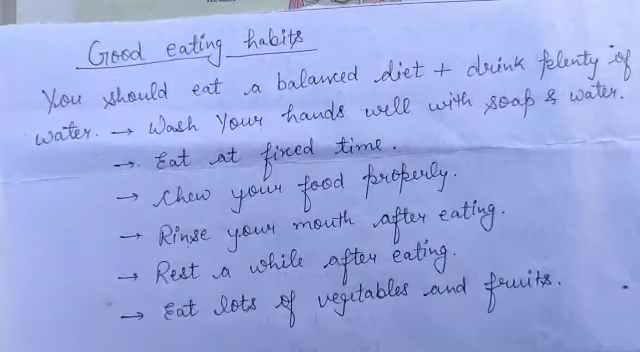 Good eating habits
You should eat a balanced diet + drink plenty of
water. → Wash your hands well with soap & water.
→ Eat at fixed time.
→ Chew your food properly.
→ Rinse your mouth after eating.
→ Rest a while after eating.
→ Eat lots of vegetables and fruits.